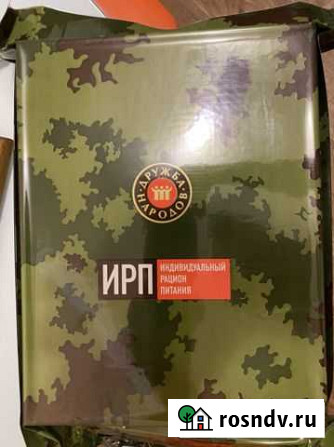 ДРУЖБА
НАРОДОВ
ИРП
ИНДИВИДУАЛЬНЫЙ
РАЦИОН
ПИТАНИЯ
rosndv.ru